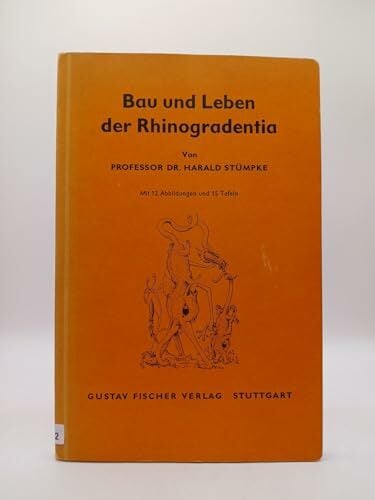 Bau und Leben
der Rhinogradentia
Von
PROFESSOR DR. HARALD STÜMPKE
Mit 12 Abbildungen und 15 Tafeln
GUSTAV FISCHER VERLAG STUTTGART
2